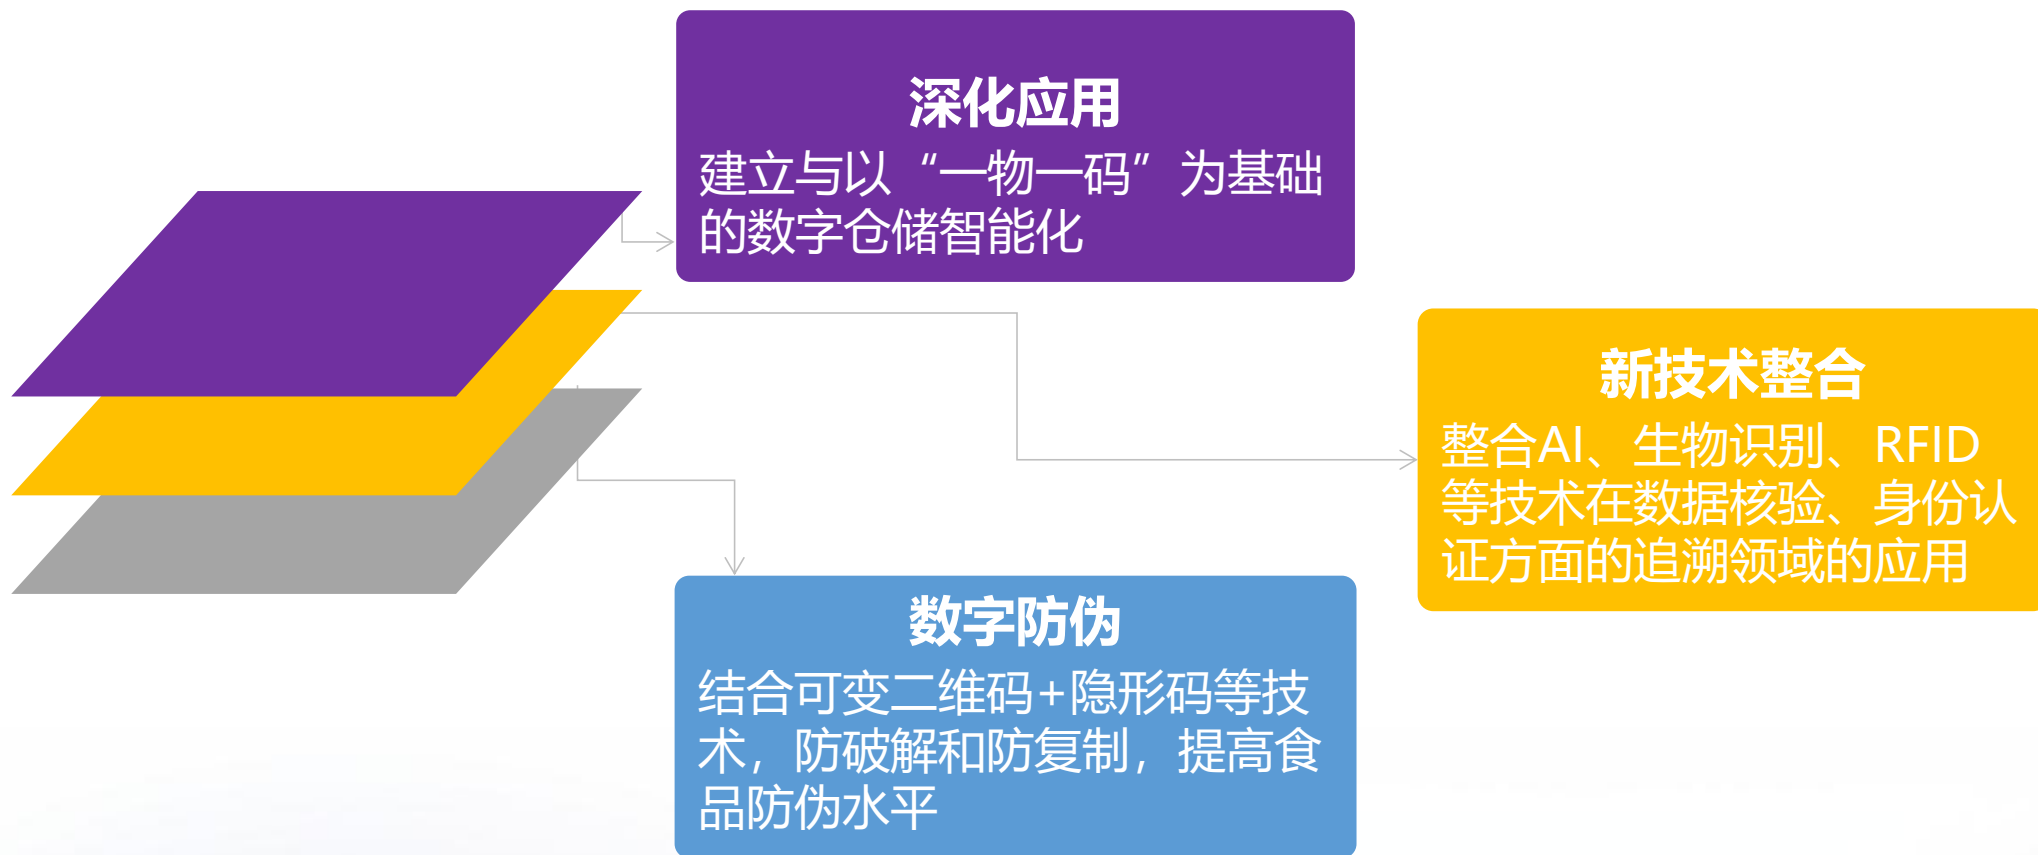 深化应用
建立与以“一物一码”为基础
的数字仓储智能化
新技术整合
整合AI、生物识别、RFID
等技术在数据核验、身份认
证方面的追溯领域的应用
数字防伪
结合可变二维码+隐形码等技
术，防破解和防复制，提高食
品防伪水平